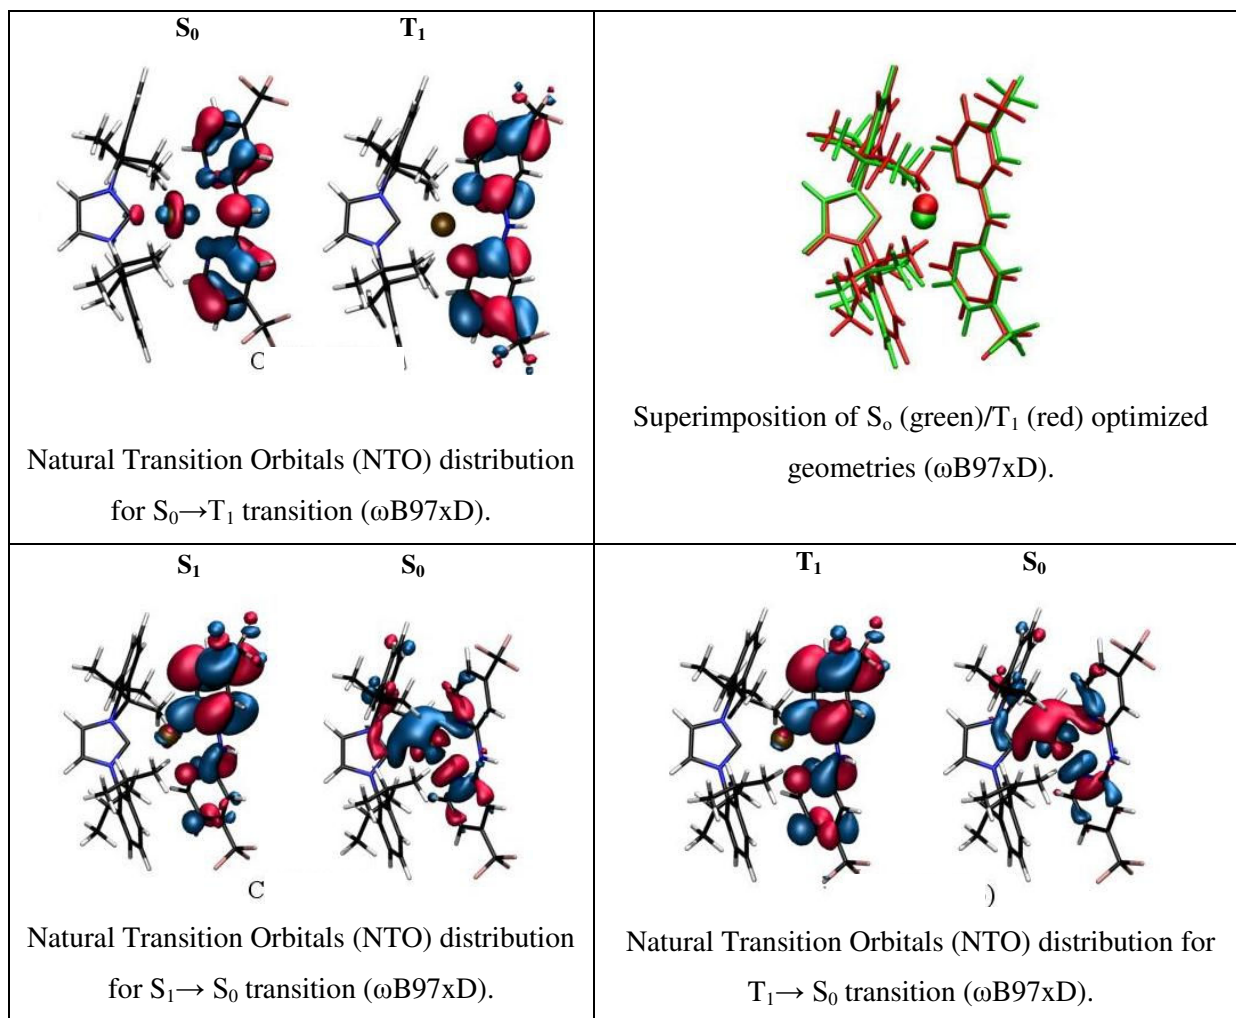 S₀ T₁
C
Natural Transition Orbitals (NTO) distribution
for S₀→T₁ transition (ωB97xD).
Superimposition of Sₒ (green)/T₁ (red) optimized
geometries (ωB97xD).
S₁ S₀
C
Natural Transition Orbitals (NTO) distribution
for S₁→ S₀ transition (ωB97xD).
T₁ S₀
)
Natural Transition Orbitals (NTO) distribution for
T₁→ S₀ transition (ωB97xD).